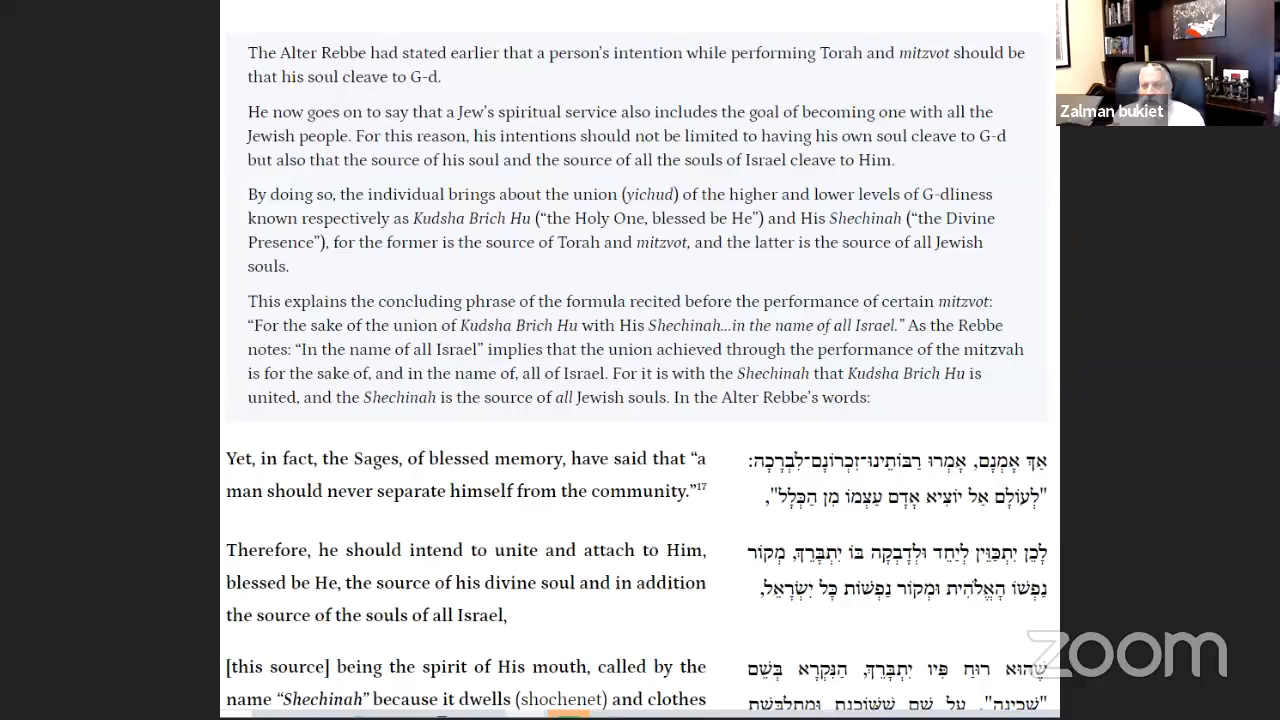 The Alter Rebbe had stated earlier that a person's intention while performing Torah and mitzvot should be
that his soul cleave to G-d.
He now goes on to say that a Jew's spiritual service also includes the goal of becoming one with all the
Jewish people. For this reason, his intentions should not be limited to having his own soul cleave to G-d
but also that the source of his soul and the source of all the souls of Israel cleave to Him.
By doing so, the individual brings about the union (yichud) of the higher and lower levels of G-dliness
known respectively as Kudsha Brich Hu (“the Holy One, blessed be He”) and His Shechinah (“the Divine
Presence”), for the former is the source of Torah and mitzvot, and the latter is the source of all Jewish
souls.
This explains the concluding phrase of the formula recited before the performance of certain mitzvot:
“For the sake of the union of Kudsha Brich Hu with His Shechinah...in the name of all Israel.” As the Rebbe
notes: “In the name of all Israel” implies that the union achieved through the performance of the mitzvah
is for the sake of, and in the name of, all of Israel. For it is with the Shechinah that Kudsha Brich Hu is
united, and the Shechinah is the source of all Jewish souls. In the Alter Rebbe's words:
Yet, in fact, the Sages, of blessed memory, have said that “a
man should never separate himself from the community.”17
אַךְ אָמְנָם, אָמְרוּ רַבּוֹתֵינוּ־זִכְרוֹנָם־לִבְרָכָה:
"לְעוֹלָם אַל יוֹצִיא אָדָם עַצְמוֹ מִן הַכְּלָל",
Therefore, he should intend to unite and attach to Him,
blessed be He, the source of his divine soul and in addition
the source of the souls of all Israel,
לָכֵן יִתְכַּוֵּין לְיַחֵד וּלְדָבְקָה בּוֹ יִתְבָּרֵךְ, מְקוֹר
נַפְשׁוֹ הָאֱלֹהִית וּמְקוֹר נַפְשׁוֹת כָּל יִשְׂרָאֵל,
[this source] being the spirit of His mouth, called by the
name “Shechinah” because it dwells (shochenet) and clothes
שֶׁהוּא רוּחַ פִּיו יִתְבָּרֵךְ, הַנִּקְרָא בְּשֵׁם
"שְׁכִינָה", עַל שֵׁם שֶׁשּׁוֹכֶנֶת וּמִתְלַבֶּשֶׁת
Zalman bukiet
zoom